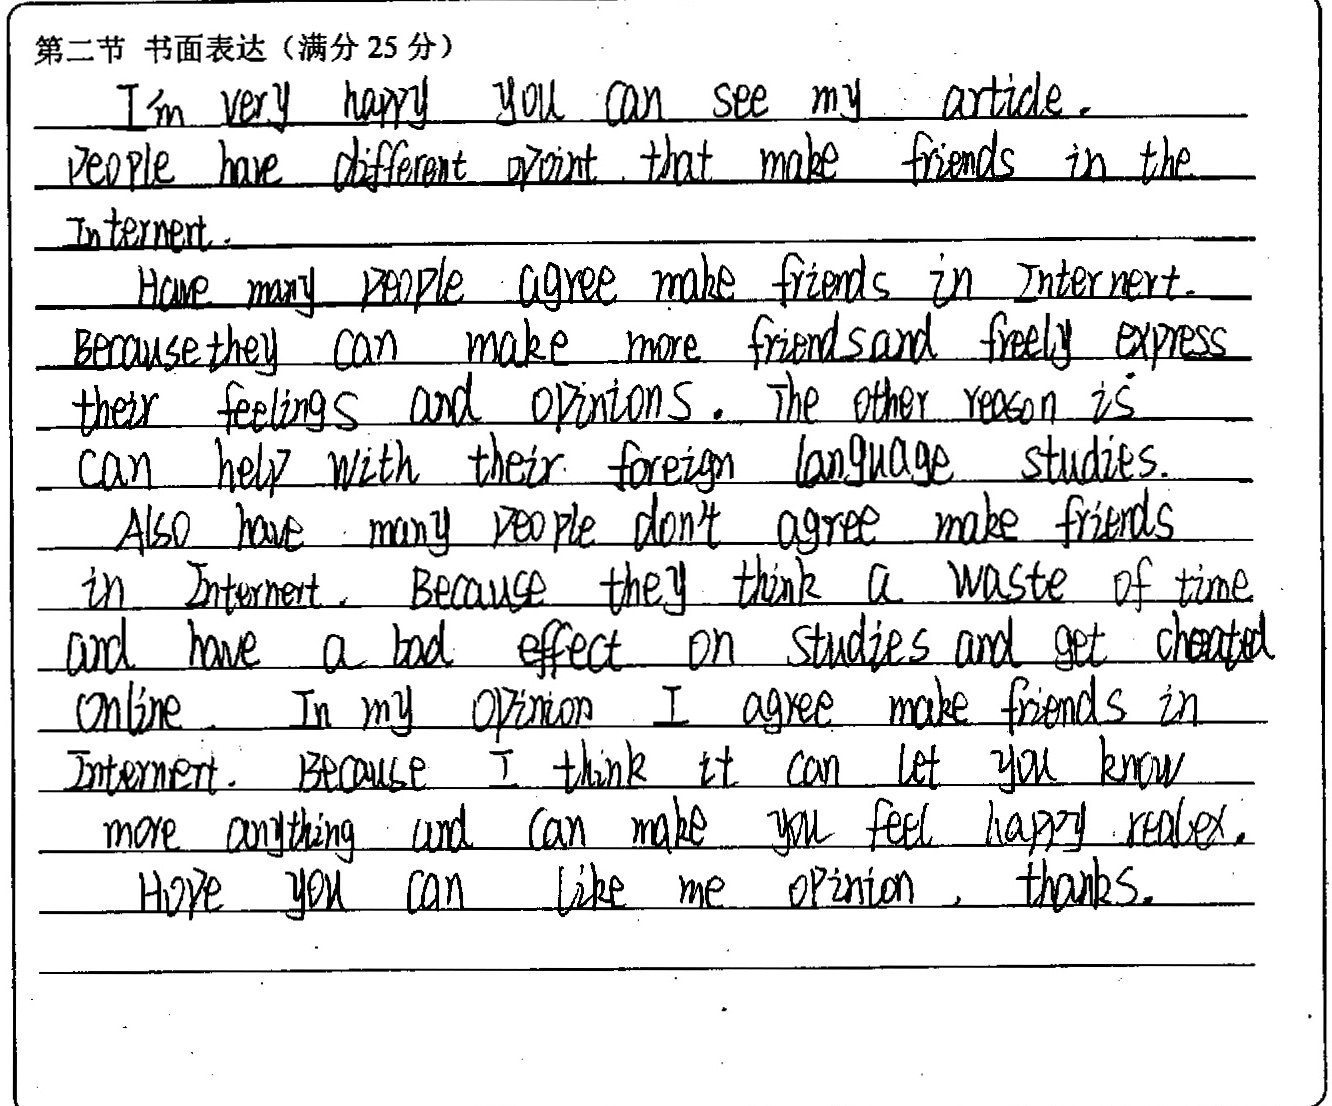 第二节 书面表达（满分 25 分）
I'm very happy you can see my article.
People have different opoint that make friends in the
Internert.
Have many people agree make friends in Internert.
Because they can make more friends and freely express
their feelings and opinions. The other reason is
can help with their foreign language studies.
Also have many people don't agree make friends
in Internert. Because they think a waste of time
and have a bad effect on studies and get cheated
online. In my opinion I agree make friends in
Internert. Because I think it can let you know
more anything and can make you feel happy realex.
Hope you can like me opinion, thanks.